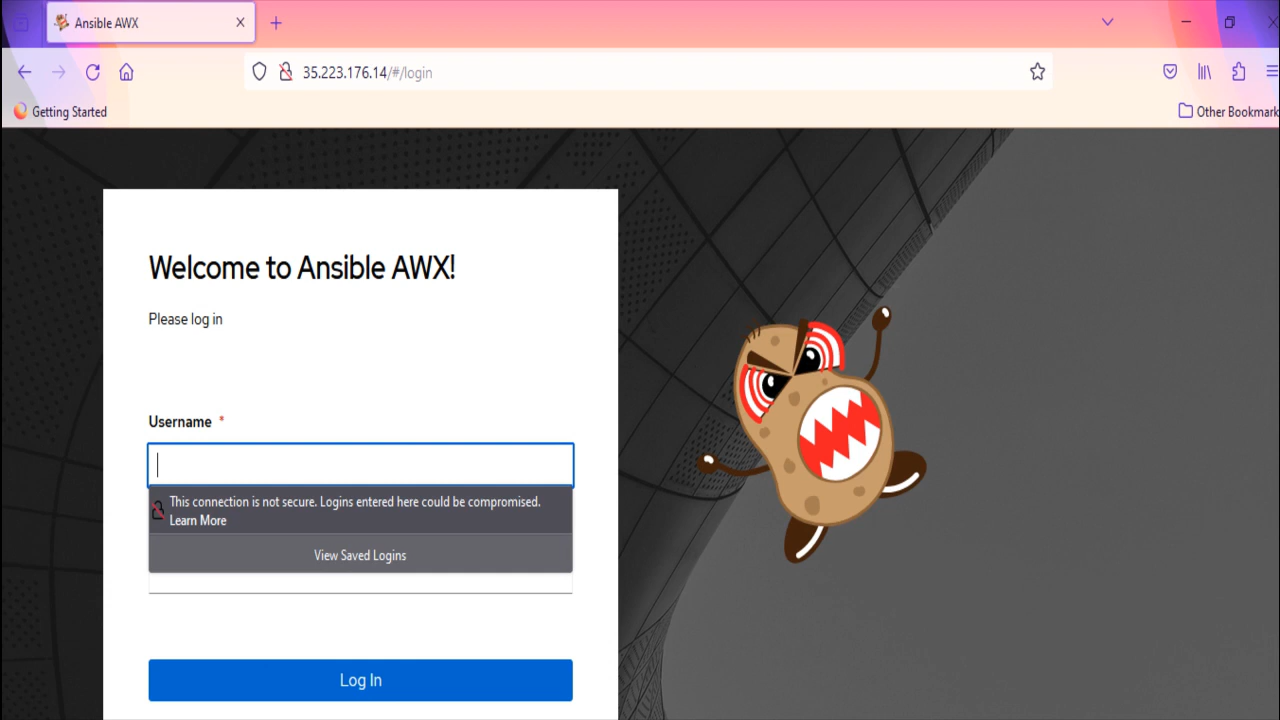 Ansible AWX
35.223.176.14/#/login
Getting Started
Other Bookmark
Welcome to Ansible AWX!
Please log in
Username *
This connection is not secure. Logins entered here could be compromised.
Learn More
View Saved Logins
Log In